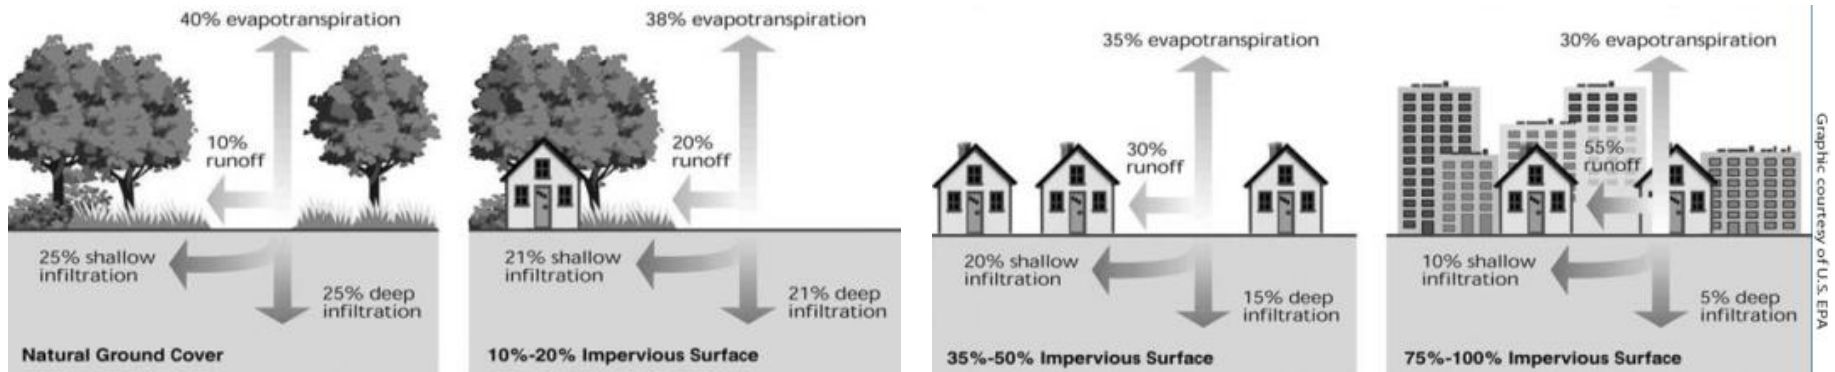 40% evapotranspiration
10%
runoff
25% shallow
infiltration
25% deep
infiltration
Natural Ground Cover
38% evapotranspiration
20%
runoff
21% shallow
infiltration
21% deep
infiltration
10%-20% Impervious Surface
35% evapotranspiration
30%
runoff
20% shallow
infiltration
15% deep
infiltration
35%-50% Impervious Surface
30% evapotranspiration
55%
runoff
10% shallow
infiltration
5% deep
infiltration
75%-100% Impervious Surface
Graphic courtesy of U.S. EPA